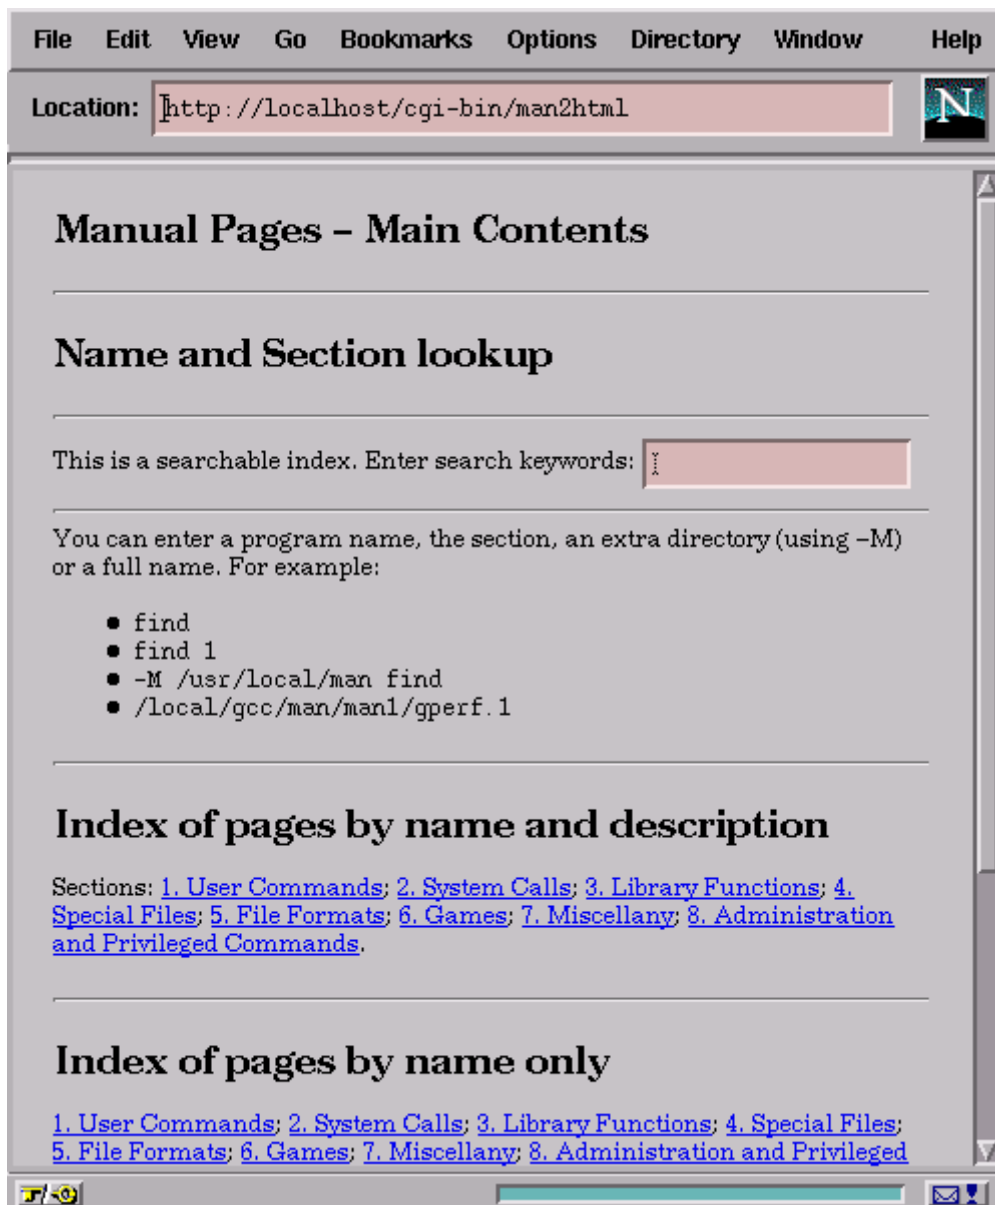 File Edit View Go Bookmarks Options Directory Window Help
Location: http://localhost/cgi-bin/man2html
N
Manual Pages – Main Contents
Name and Section lookup
This is a searchable index. Enter search keywords:
You can enter a program name, the section, an extra directory (using –M)
or a full name. For example:
● find
● find 1
● -M /usr/local/man find
● /local/gcc/man/man1/gperf.1
Index of pages by name and description
Sections: 1. User Commands; 2. System Calls; 3. Library Functions; 4.
Special Files; 5. File Formats; 6. Games; 7. Miscellany; 8. Administration
and Privileged Commands.
Index of pages by name only
1. User Commands; 2. System Calls; 3. Library Functions; 4. Special Files;
5. File Formats; 6. Games; 7. Miscellany; 8. Administration and Privileged